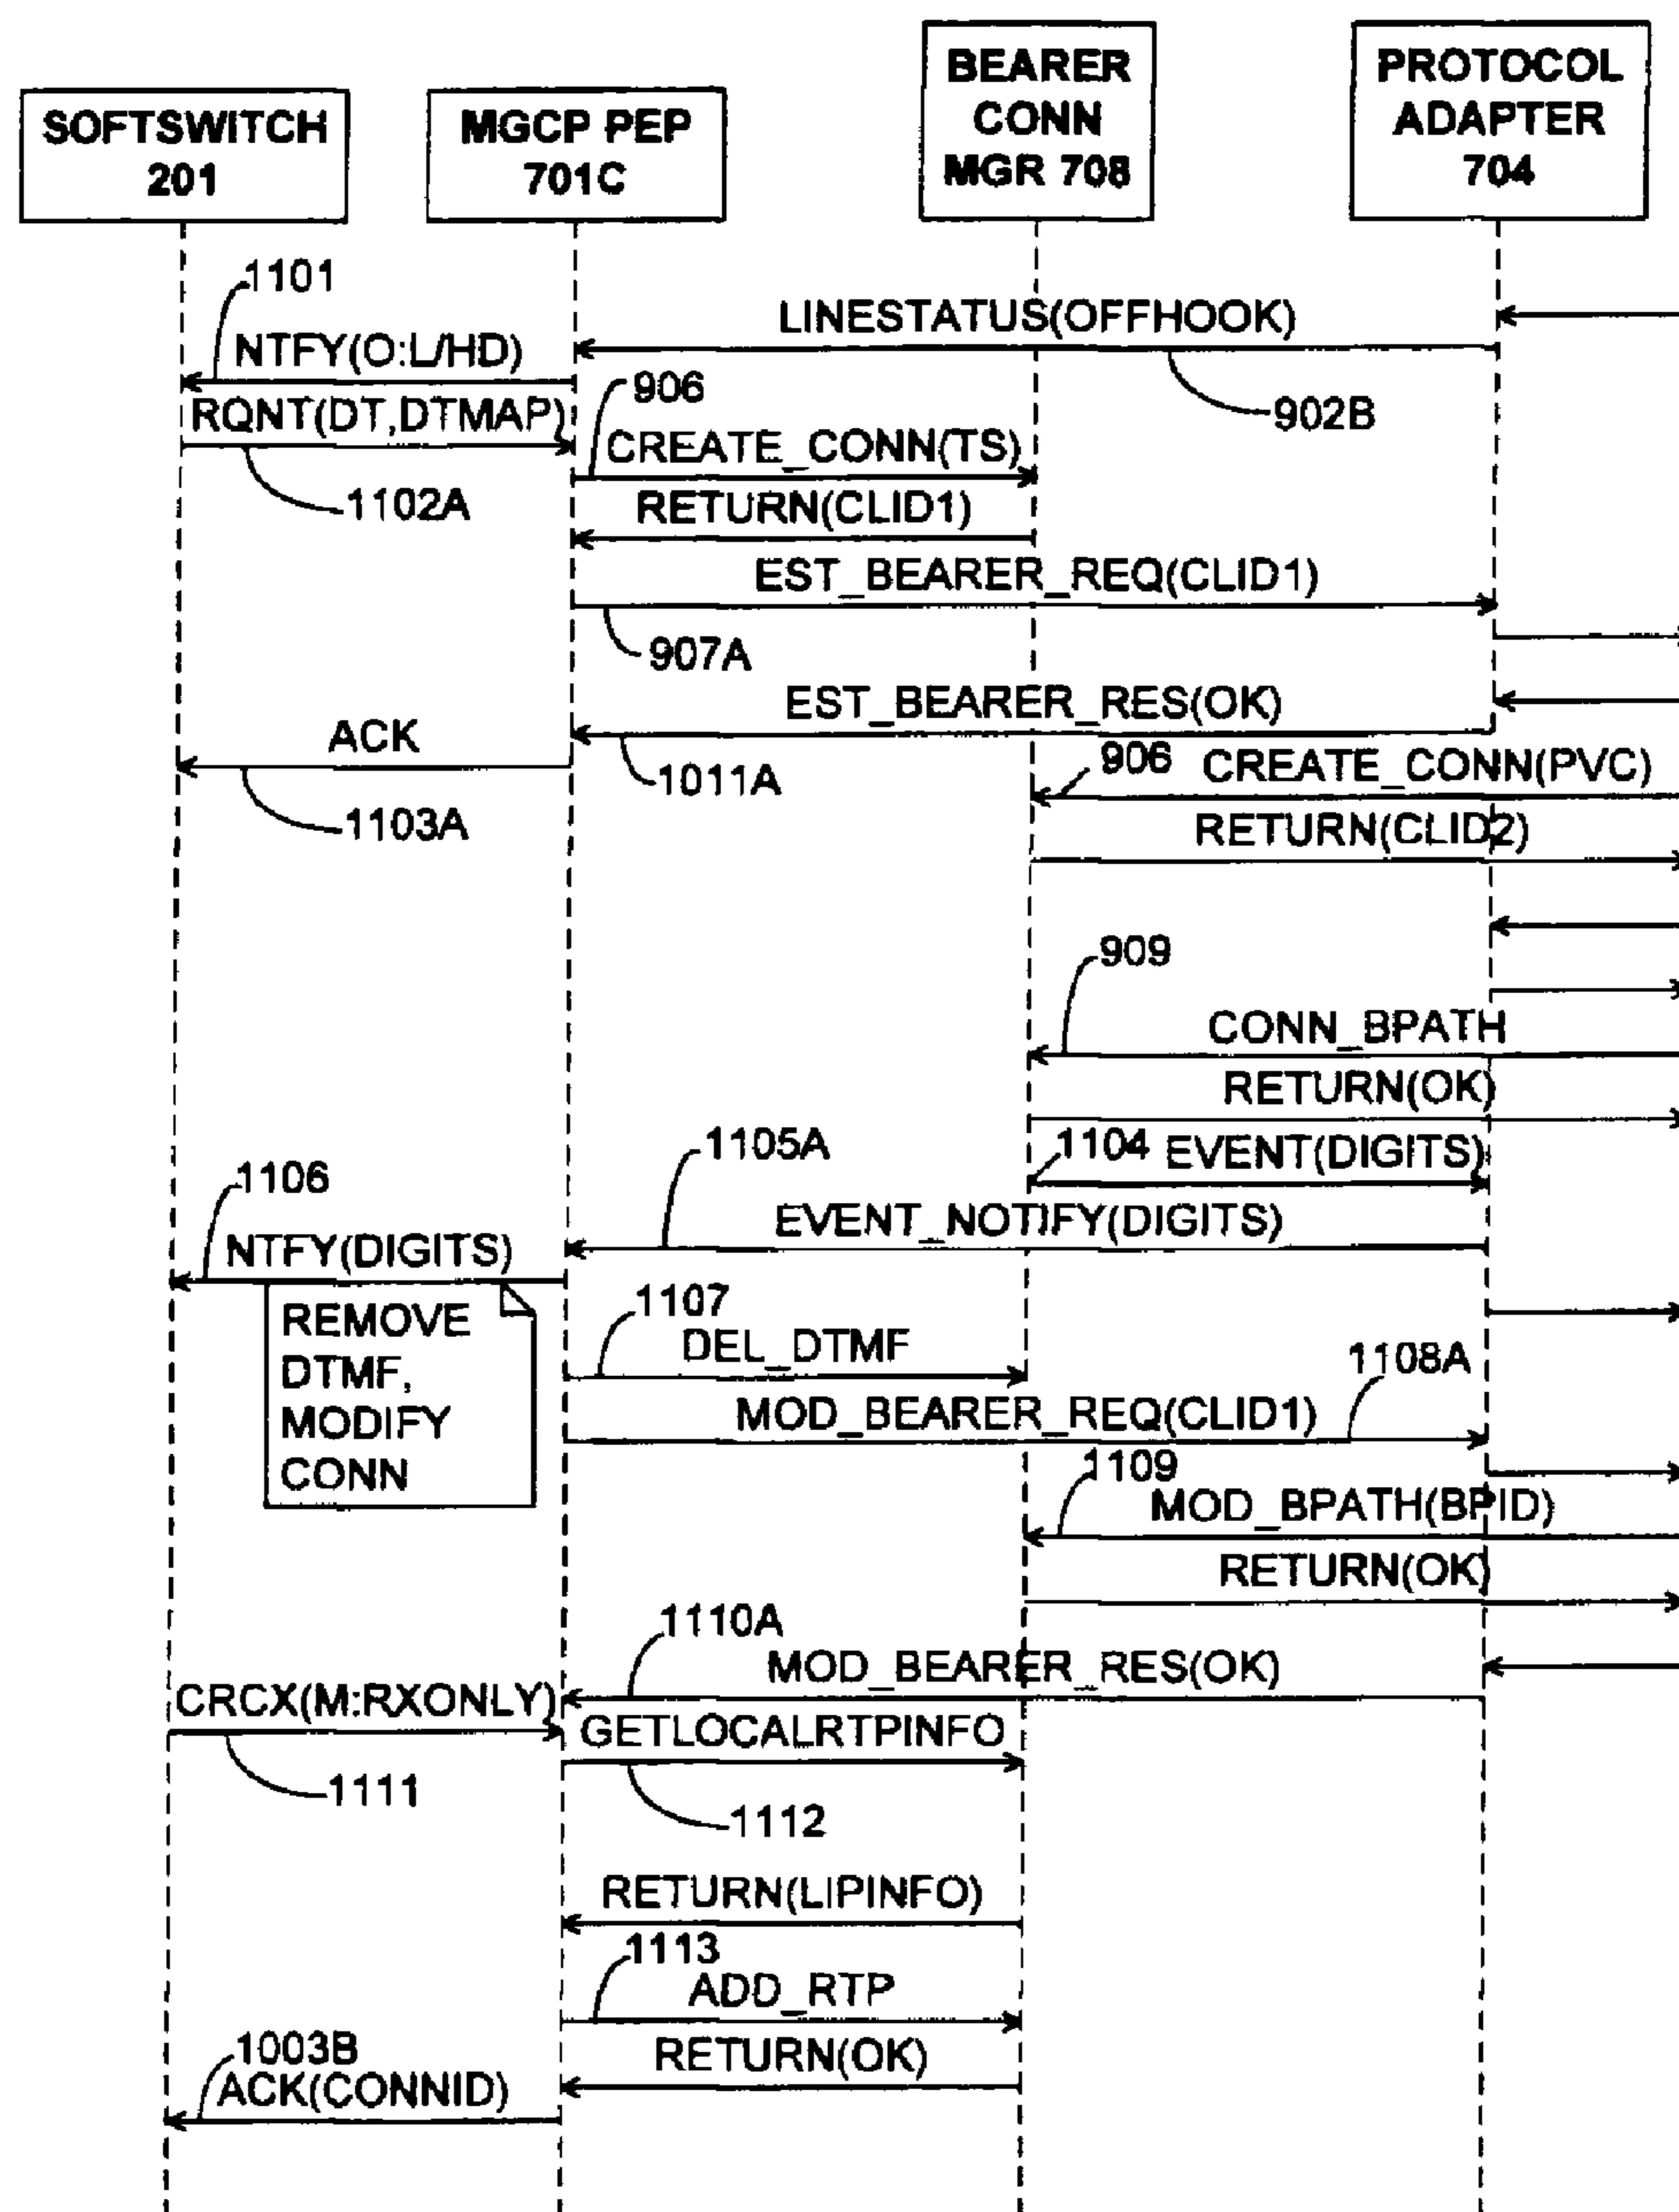 SOFTSWITCH
201
MGCP PEP
701C
BEARER
CONN
MGR 708
PROTOCOL
ADAPTER
704
1101
LINESTATUS(OFFHOOK)
NTFY(O:L/HD)
906
902B
RQNT(DT,DTMAP)
CREATE_CONN(TS)
1102A
RETURN(CLID1)
EST_BEARER_REQ(CLID1)
907A
EST_BEARER_RES(OK)
ACK
1011A
906
CREATE_CONN(PVC)
1103A
RETURN(CLID2)
909
CONN_BPATH
RETURN(OK)
1105A
1104
EVENT(DIGITS)
1106
EVENT_NOTIFY(DIGITS)
NTFY(DIGITS)
REMOVE
DTMF,
MODIFY
CONN
1107
DEL_DTMF
1108A
MOD_BEARER_REQ(CLID1)
1109
MOD_BPATH(BPID)
RETURN(OK)
1110A
MOD_BEARER_RES(OK)
CRCX(M:RXONLY)
GETLOCALRTPINFO
1111
1112
RETURN(LIPINFO)
1113
ADD_RTP
1003B
RETURN(OK)
ACK(CONNID)